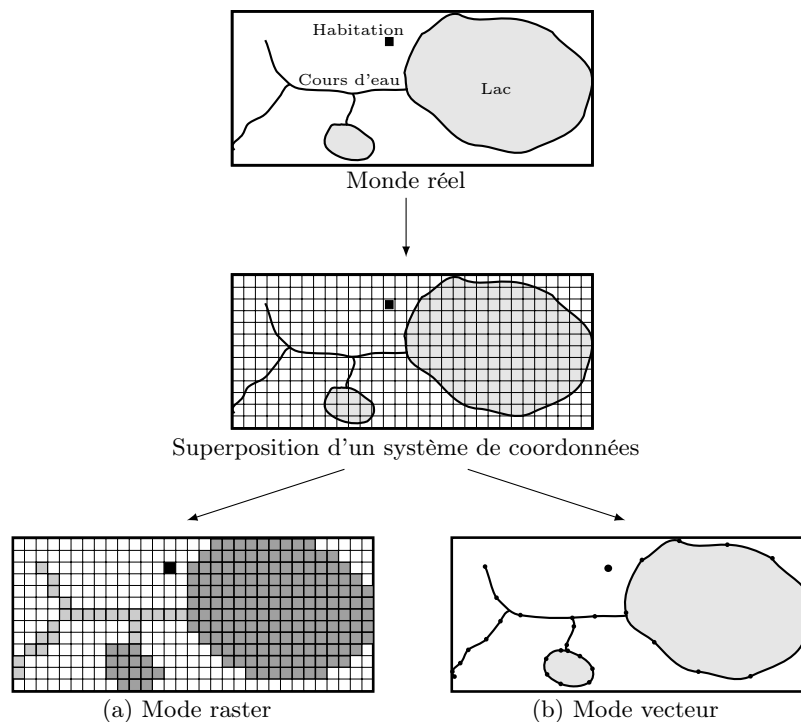 Habitation
Cours d'eau
Lac
Monde réel
Superposition d'un système de coordonnées
(a) Mode raster
(b) Mode vecteur